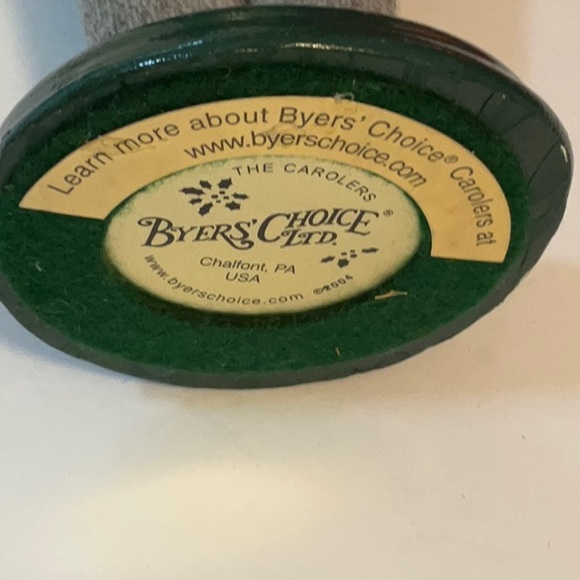 Learn more about Byers' Choice® Carolers at
www.byerschoice.com
THE CAROLERS®
BYERS' CHOICE
LTD.
Chalfont, PA
USA
www.byerschoice.com ©2004